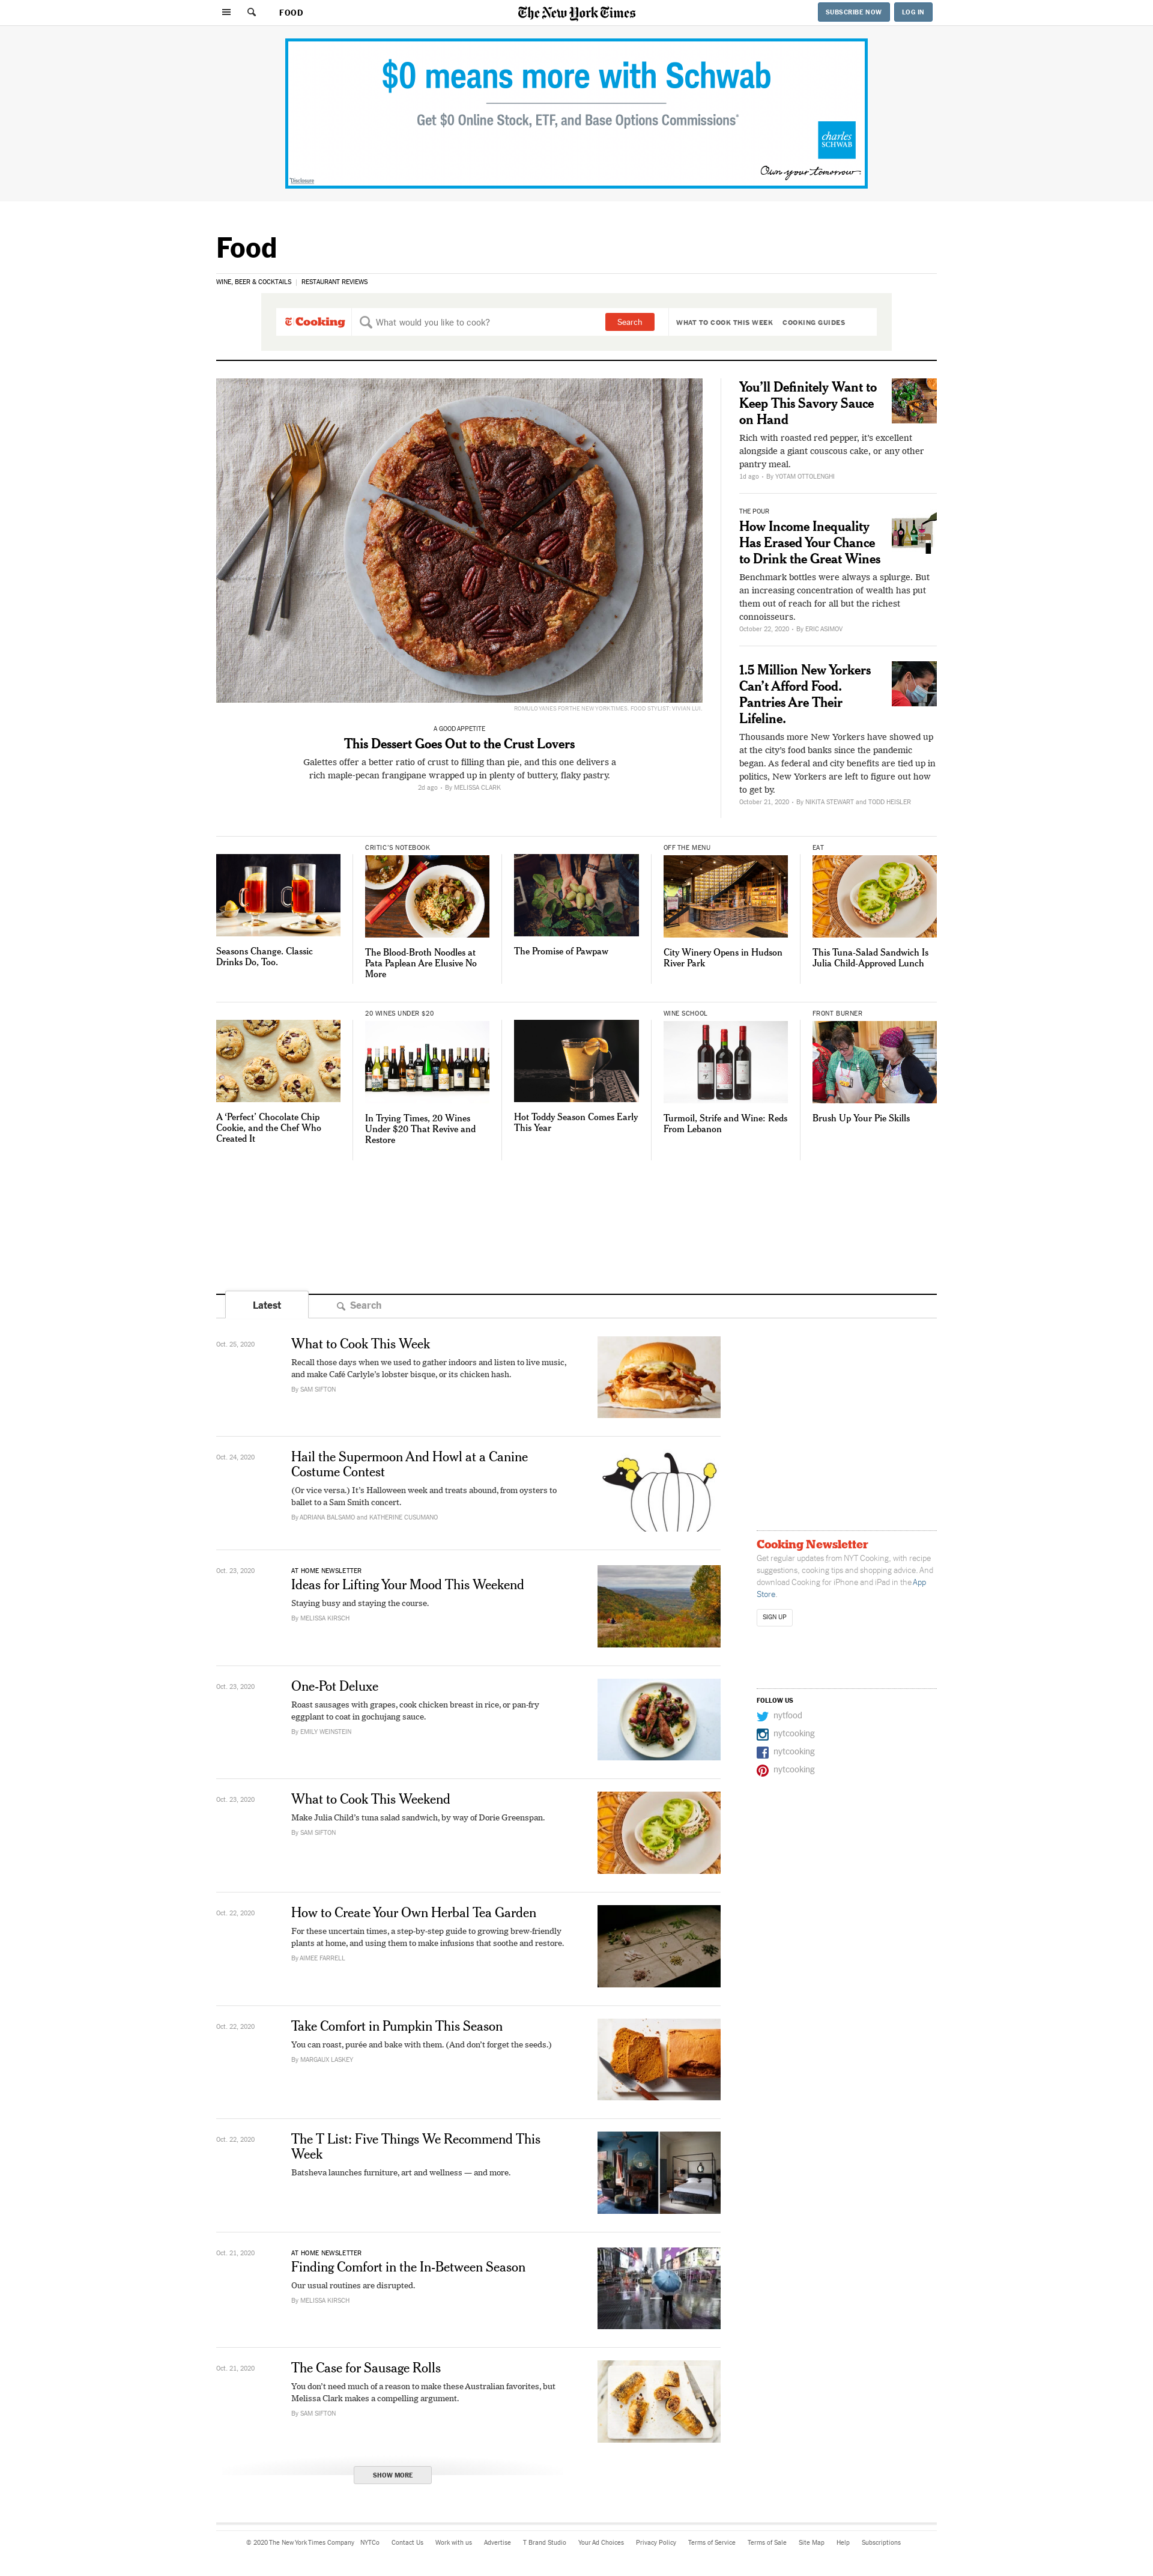 FOOD
The New York Times
SUBSCRIBE NOW
LOG IN
$0 means more with Schwab
Get $0 Online Stock, ETF, and Base Options Commissions*
charles
SCHWAB
Own your tomorrow
Disclosure
Food
WINE, BEER & COCKTAILS | RESTAURANT REVIEWS
Cooking
What would you like to cook?
Search
WHAT TO COOK THIS WEEK
COOKING GUIDES
ROMULO YANES FOR THE NEW YORK TIMES. FOOD STYLIST: VIVIAN LUI.
A GOOD APPETITE
This Dessert Goes Out to the Crust Lovers
Galettes offer a better ratio of crust to filling than pie, and this one delivers a
rich maple-pecan frangipane wrapped up in plenty of buttery, flaky pastry.
2d ago · By MELISSA CLARK
You’ll Definitely Want to
Keep This Savory Sauce
on Hand
Rich with roasted red pepper, it’s excellent
alongside a giant couscous cake, or any other
pantry meal.
1d ago · By YOTAM OTTOLENGHI
THE POUR
How Income Inequality
Has Erased Your Chance
to Drink the Great Wines
Benchmark bottles were always a splurge. But
an increasing concentration of wealth has put
them out of reach for all but the richest
connoisseurs.
October 22, 2020 · By ERIC ASIMOV
1.5 Million New Yorkers
Can’t Afford Food.
Pantries Are Their
Lifeline.
Thousands more New Yorkers have showed up
at the city’s food banks since the pandemic
began. As federal and city benefits are tied up in
politics, New Yorkers are left to figure out how
to get by.
October 21, 2020 · By NIKITA STEWART and TODD HEISLER
Seasons Change. Classic
Drinks Do, Too.
CRITIC’S NOTEBOOK
The Blood-Broth Noodles at
Pata Paplean Are Elusive No
More
The Promise of Pawpaw
OFF THE MENU
City Winery Opens in Hudson
River Park
EAT
This Tuna-Salad Sandwich Is
Julia Child-Approved Lunch
A ‘Perfect’ Chocolate Chip
Cookie, and the Chef Who
Created It
20 WINES UNDER $20
In Trying Times, 20 Wines
Under $20 That Revive and
Restore
Hot Toddy Season Comes Early
This Year
WINE SCHOOL
Turmoil, Strife and Wine: Reds
From Lebanon
FRONT BURNER
Brush Up Your Pie Skills
Latest
Search
Oct. 25, 2020
What to Cook This Week
Recall those days when we used to gather indoors and listen to live music,
and make Café Carlyle’s lobster bisque, or its chicken hash.
By SAM SIFTON
Oct. 24, 2020
Hail the Supermoon And Howl at a Canine
Costume Contest
(Or vice versa.) It’s Halloween week and treats abound, from oysters to
ballet to a Sam Smith concert.
By ADRIANA BALSAMO and KATHERINE CUSUMANO
Oct. 23, 2020
AT HOME NEWSLETTER
Ideas for Lifting Your Mood This Weekend
Staying busy and staying the course.
By MELISSA KIRSCH
Oct. 23, 2020
One-Pot Deluxe
Roast sausages with grapes, cook chicken breast in rice, or pan-fry
eggplant to coat in gochujang sauce.
By EMILY WEINSTEIN
Oct. 23, 2020
What to Cook This Weekend
Make Julia Child’s tuna salad sandwich, by way of Dorie Greenspan.
By SAM SIFTON
Oct. 22, 2020
How to Create Your Own Herbal Tea Garden
For these uncertain times, a step-by-step guide to growing brew-friendly
plants at home, and using them to make infusions that soothe and restore.
By AIMEE FARRELL
Oct. 22, 2020
Take Comfort in Pumpkin This Season
You can roast, purée and bake with them. (And don’t forget the seeds.)
By MARGAUX LASKEY
Oct. 22, 2020
The T List: Five Things We Recommend This
Week
Batsheva launches furniture, art and wellness — and more.
Oct. 21, 2020
AT HOME NEWSLETTER
Finding Comfort in the In-Between Season
Our usual routines are disrupted.
By MELISSA KIRSCH
Oct. 21, 2020
The Case for Sausage Rolls
You don’t need much of a reason to make these Australian favorites, but
Melissa Clark makes a compelling argument.
By SAM SIFTON
SHOW MORE
Cooking Newsletter
Get regular updates from NYT Cooking, with recipe
suggestions, cooking tips and shopping advice. And
download Cooking for iPhone and iPad in the App
Store.
SIGN UP
FOLLOW US
nytfood
nytcooking
nytcooking
nytcooking
© 2020 The New York Times Company NYTCo Contact Us Work with us Advertise T Brand Studio Your Ad Choices Privacy Policy Terms of Service Terms of Sale Site Map Help Subscriptions